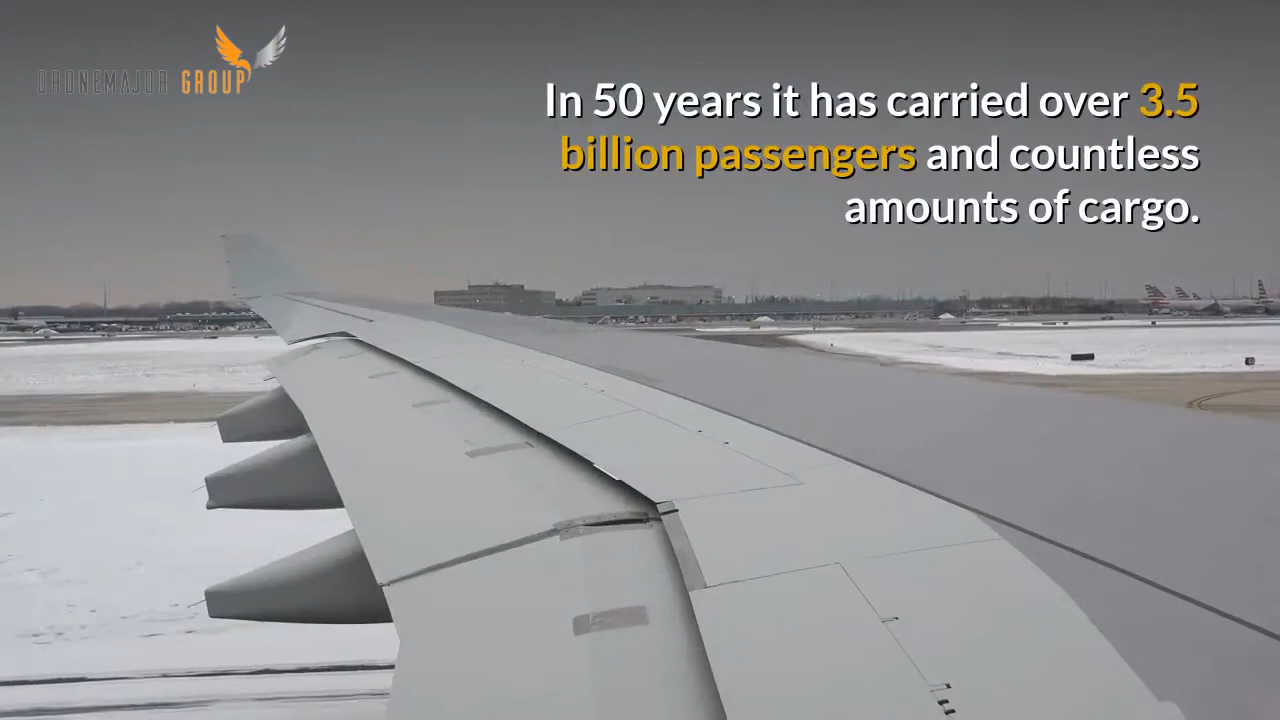 DRONEMAJOR GROUP
In 50 years it has carried over 3.5
billion passengers and countless
amounts of cargo.